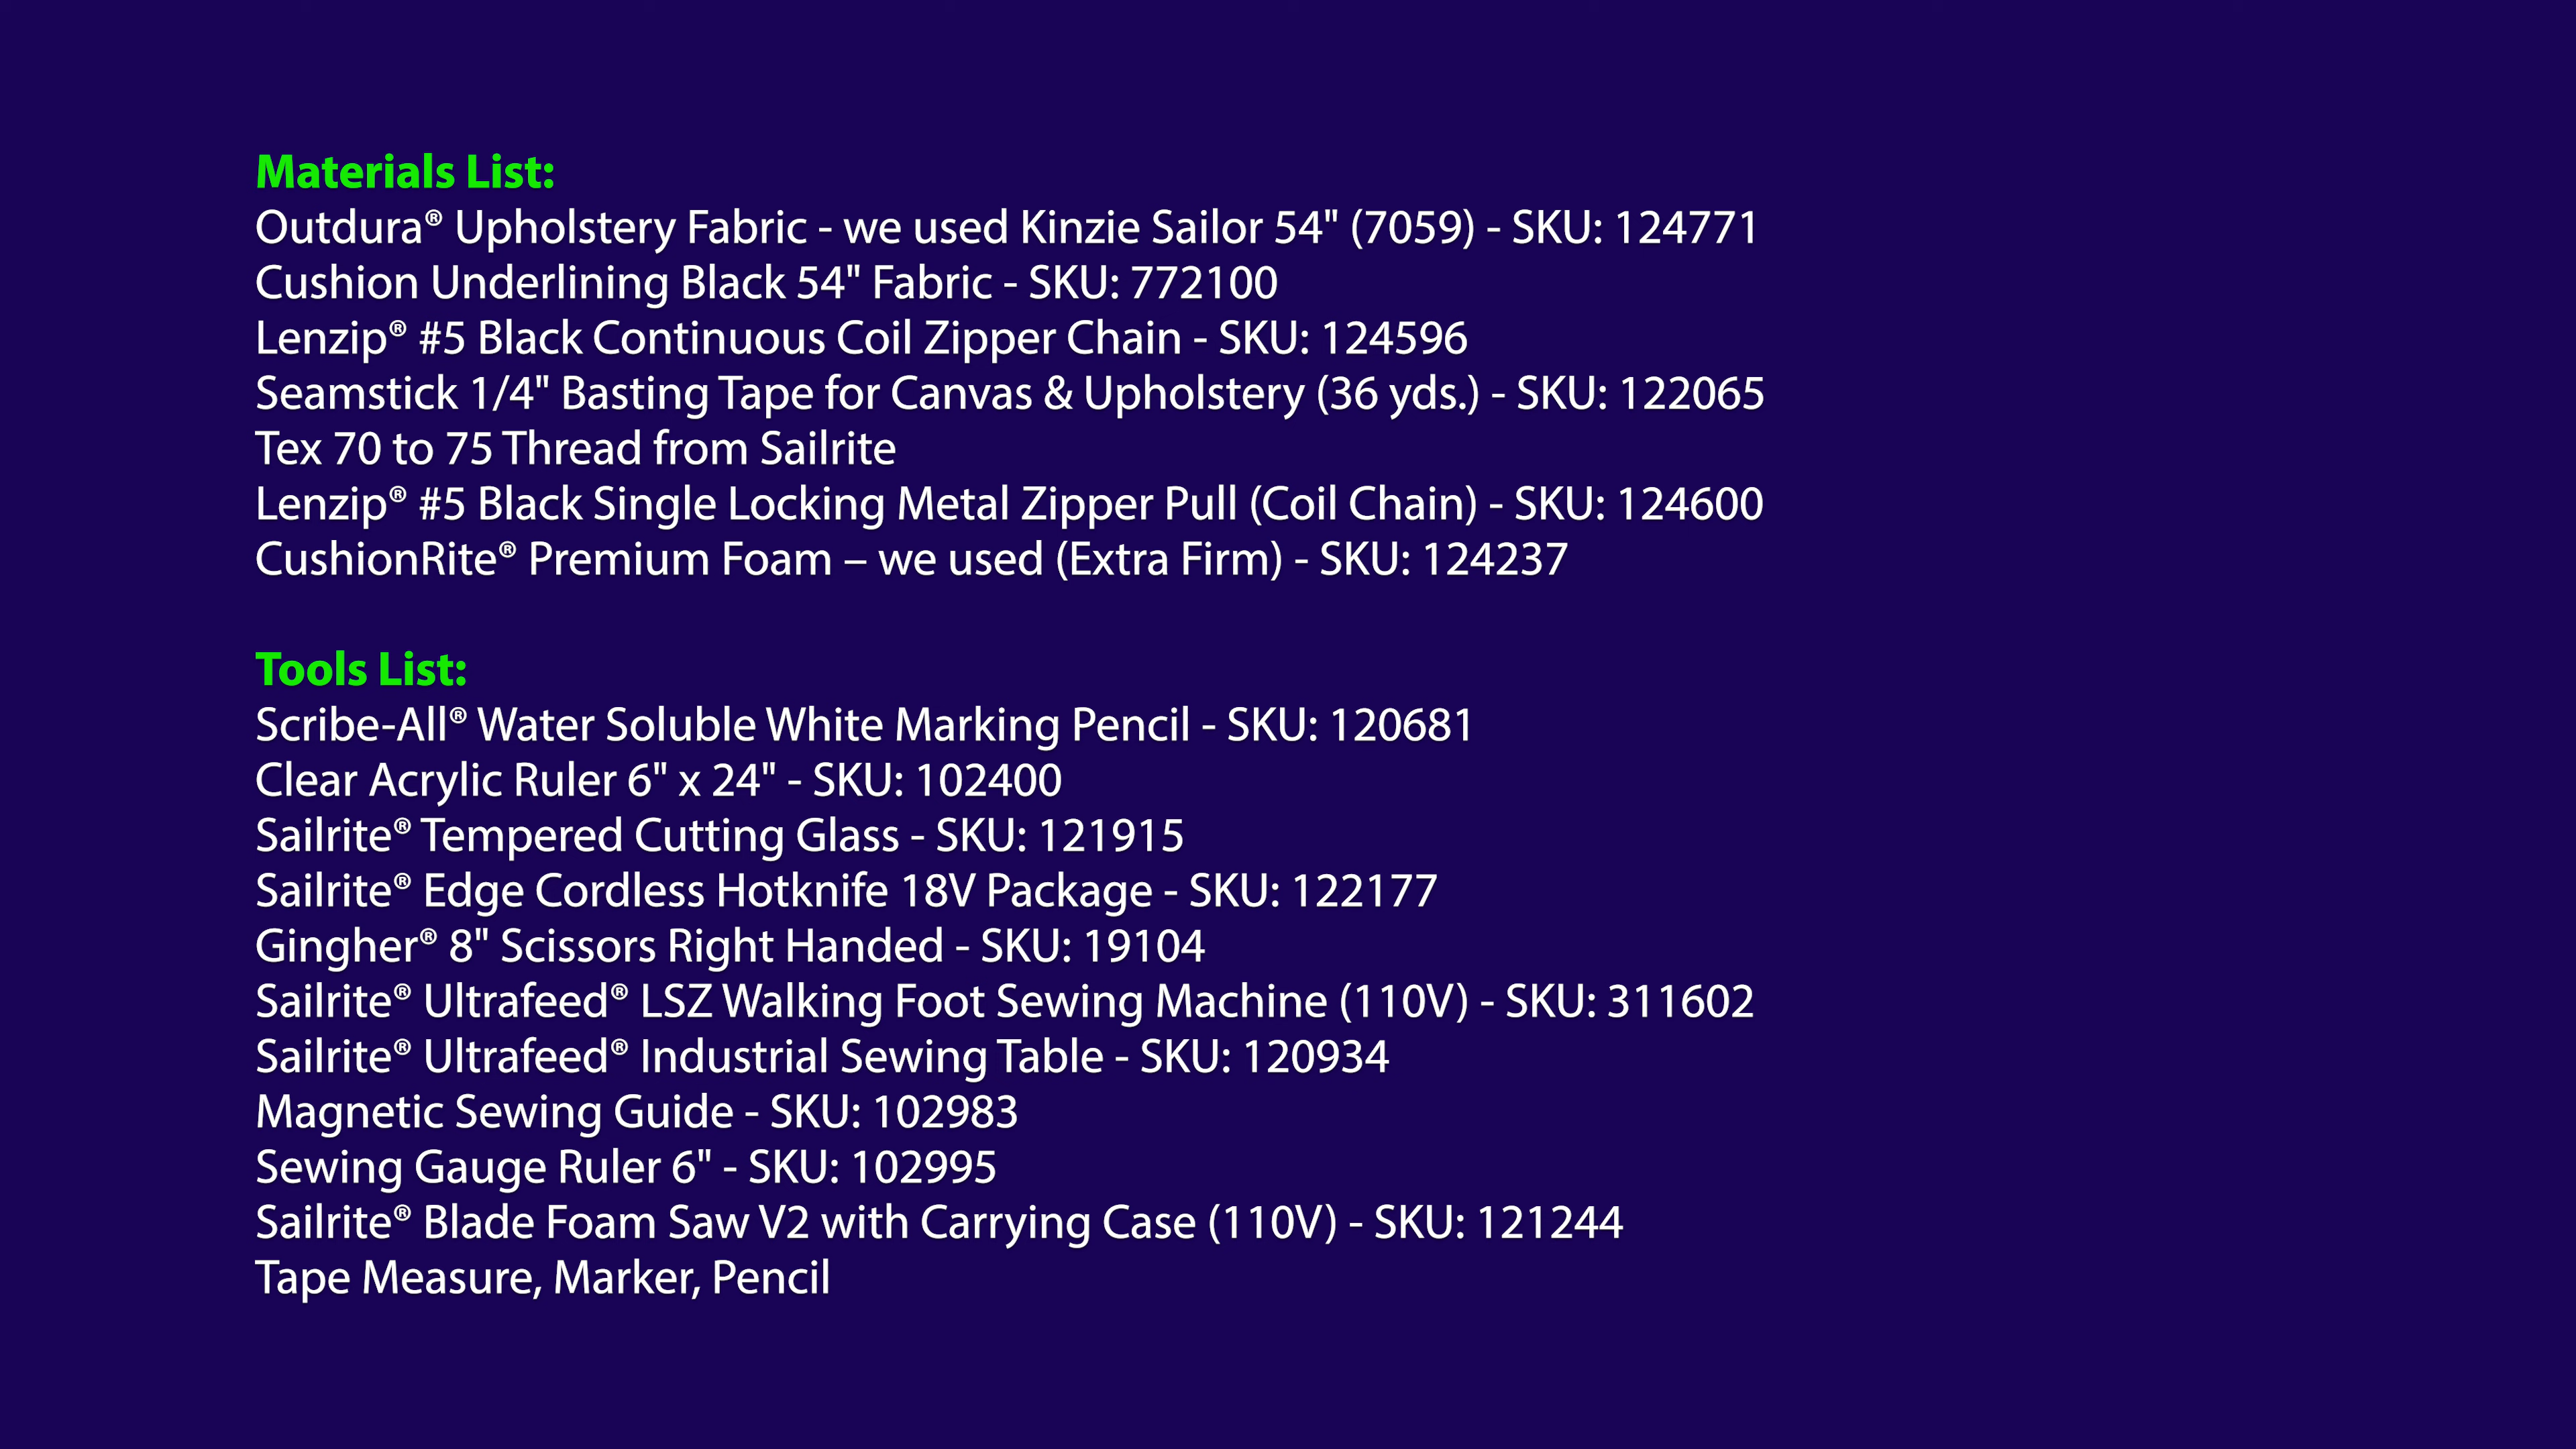 Materials List:
Outdura® Upholstery Fabric - we used Kinzie Sailor 54" (7059) - SKU: 124771
Cushion Underlining Black 54" Fabric - SKU: 772100
Lenzip® #5 Black Continuous Coil Zipper Chain - SKU: 124596
Seamstick 1/4" Basting Tape for Canvas & Upholstery (36 yds.) - SKU: 122065
Tex 70 to 75 Thread from Sailrite
Lenzip® #5 Black Single Locking Metal Zipper Pull (Coil Chain) - SKU: 124600
CushionRite® Premium Foam – we used (Extra Firm) - SKU: 124237
Tools List:
Scribe-All® Water Soluble White Marking Pencil - SKU: 120681
Clear Acrylic Ruler 6" x 24" - SKU: 102400
Sailrite® Tempered Cutting Glass - SKU: 121915
Sailrite® Edge Cordless Hotknife 18V Package - SKU: 122177
Gingher® 8" Scissors Right Handed - SKU: 19104
Sailrite® Ultrafeed® LSZ Walking Foot Sewing Machine (110V) - SKU: 311602
Sailrite® Ultrafeed® Industrial Sewing Table - SKU: 120934
Magnetic Sewing Guide - SKU: 102983
Sewing Gauge Ruler 6" - SKU: 102995
Sailrite® Blade Foam Saw V2 with Carrying Case (110V) - SKU: 121244
Tape Measure, Marker, Pencil